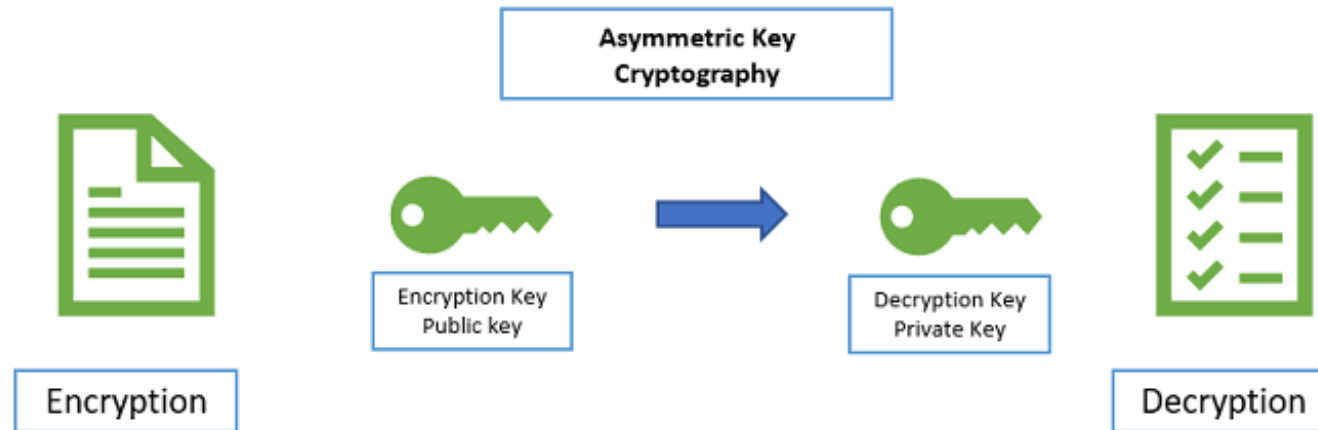 Asymmetric Key
Cryptography
Encryption Key
Public key
Decryption Key
Private Key
Encryption
Decryption